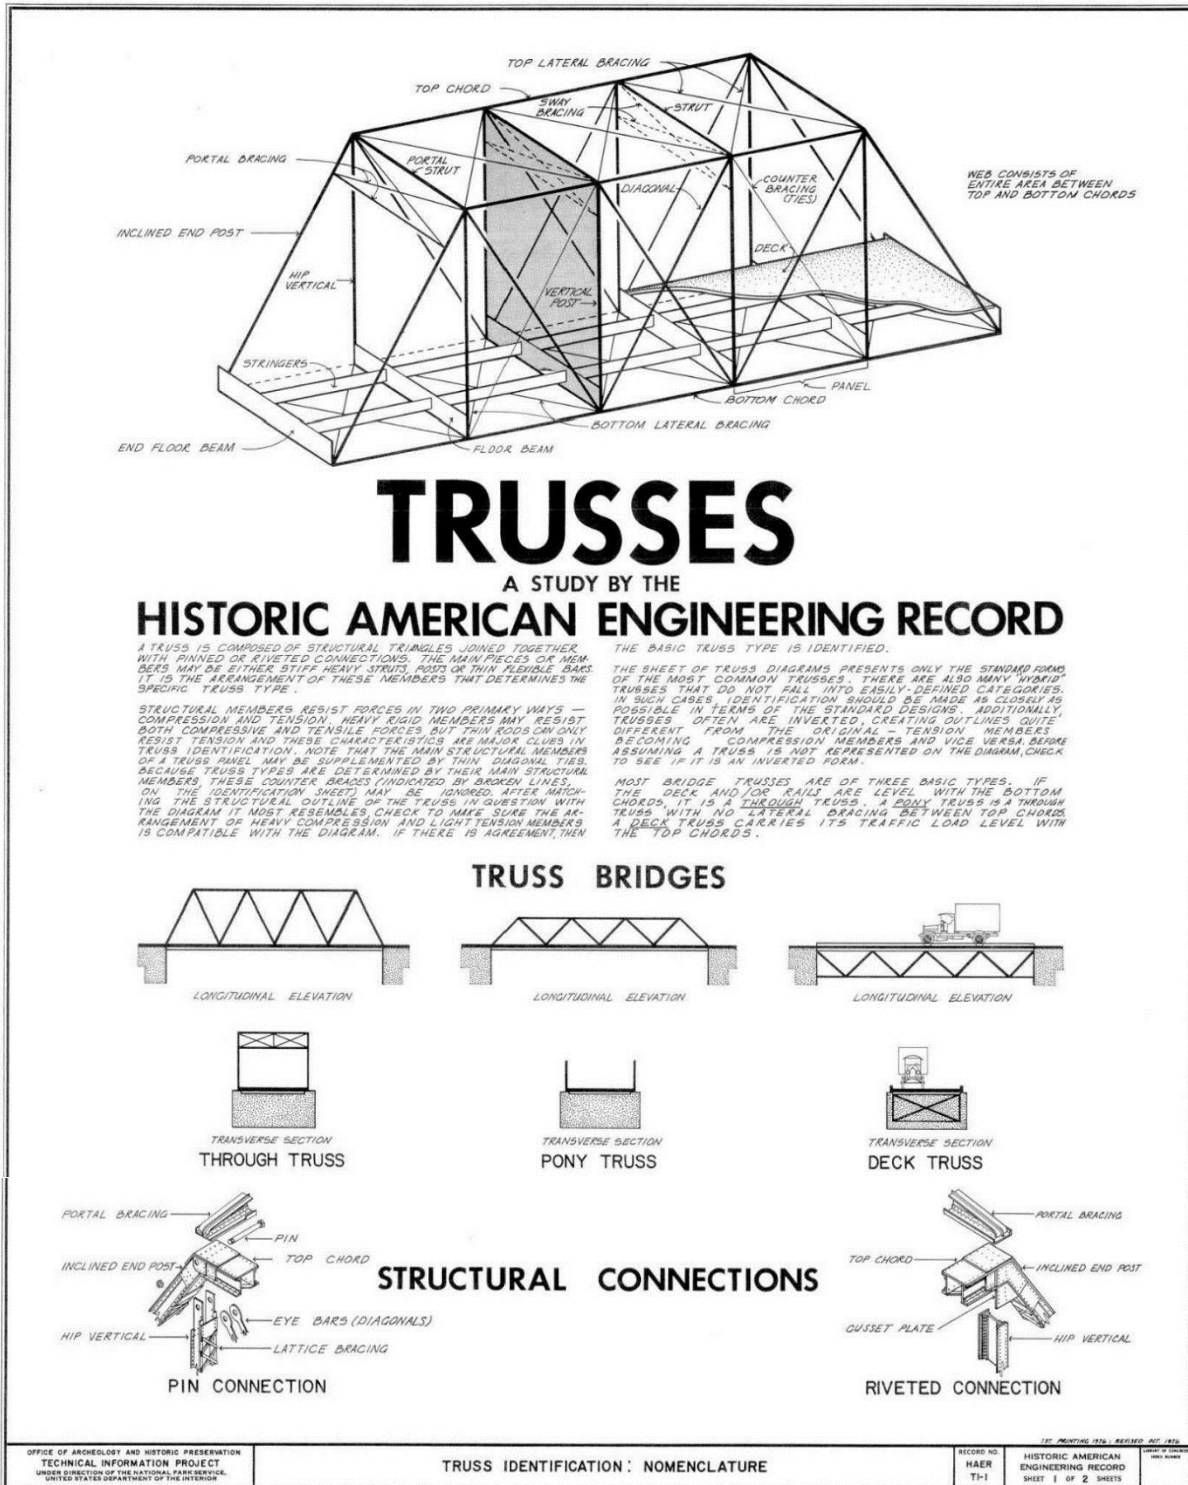 TOP LATERAL BRACING
TOP CHORD
SWAY
BRACING
STRUT
PORTAL BRACING
PORTAL
STRUT
DIAGONAL
COUNTER
BRACING
(TIES)
WEB CONSISTS OF
ENTIRE AREA BETWEEN
TOP AND BOTTOM CHORDS
INCLINED END POST
DECK
HIP
VERTICAL
VERTICAL
POST
STRINGERS
PANEL
BOTTOM CHORD
BOTTOM LATERAL BRACING
END FLOOR BEAM
FLOOR BEAM
TRUSSES
A STUDY BY THE
HISTORIC AMERICAN ENGINEERING RECORD
A TRUSS IS COMPOSED OF STRUCTURAL TRIANGLES JOINED TOGETHER
WITH PINNED OR RIVETED CONNECTIONS. THE MAIN PIECES OR MEM-
BERS MAY BE EITHER STIFF HEAVY STRUTS, POSTS OR THIN FLEXIBLE BARS.
IT IS THE ARRANGEMENT OF THESE MEMBERS THAT DETERMINES THE
SPECIFIC TRUSS TYPE.
STRUCTURAL MEMBERS RESIST FORCES IN TWO PRIMARY WAYS —
COMPRESSION AND TENSION. HEAVY RIGID MEMBERS MAY RESIST
BOTH COMPRESSIVE AND TENSILE FORCES BUT THIN RODS CAN ONLY
RESIST TENSION AND THESE CHARACTERISTICS ARE MAJOR CLUES IN
TRUSS IDENTIFICATION. NOTE THAT THE MAIN STRUCTURAL MEMBERS
OF A TRUSS PANEL MAY BE SUPPLEMENTED BY THIN DIAGONAL TIES.
BECAUSE TRUSS TYPES ARE DETERMINED BY THEIR MAIN STRUCTURAL
MEMBERS, THESE COUNTER BRACES (INDICATED BY BROKEN LINES,
ON THE IDENTIFICATION SHEET) MAY BE IGNORED. AFTER MATCH-
ING THE STRUCTURAL OUTLINE OF THE TRUSS IN QUESTION WITH
THE DIAGRAM IT MOST RESEMBLES, CHECK TO MAKE SURE THE AR-
RANGEMENT OF HEAVY COMPRESSION AND LIGHT TENSION MEMBERS
IS COMPATIBLE WITH THE DIAGRAM. IF THERE IS AGREEMENT, THEN
THE BASIC TRUSS TYPE IS IDENTIFIED.
THE SHEET OF TRUSS DIAGRAMS PRESENTS ONLY THE STANDARD FORMS
OF THE MOST COMMON TRUSSES. THERE ARE ALSO MANY "HYBRID"
TRUSSES THAT DO NOT FALL INTO EASILY-DEFINED CATEGORIES.
IN SUCH CASES, IDENTIFICATION SHOULD BE MADE AS CLOSELY AS
POSSIBLE IN TERMS OF THE STANDARD DESIGNS. ADDITIONALLY,
TRUSSES OFTEN ARE INVERTED, CREATING OUTLINES QUITE
DIFFERENT FROM THE ORIGINAL — TENSION MEMBERS
BECOMING COMPRESSION MEMBERS AND VICE VERSA. BEFORE
ASSUMING A TRUSS IS NOT REPRESENTED ON THE DIAGRAM, CHECK
TO SEE IF IT IS AN INVERTED FORM.
MOST BRIDGE TRUSSES ARE OF THREE BASIC TYPES. IF
THE DECK AND/OR RAILS ARE LEVEL WITH THE BOTTOM
CHORDS, IT IS A THROUGH TRUSS. A PONY TRUSS IS A THROUGH
TRUSS WITH NO LATERAL BRACING BETWEEN TOP CHORDS.
A DECK TRUSS CARRIES ITS TRAFFIC LOAD LEVEL WITH
THE TOP CHORDS.
TRUSS BRIDGES
LONGITUDINAL ELEVATION
LONGITUDINAL ELEVATION
LONGITUDINAL ELEVATION
TRANSVERSE SECTION
THROUGH TRUSS
TRANSVERSE SECTION
PONY TRUSS
TRANSVERSE SECTION
DECK TRUSS
STRUCTURAL CONNECTIONS
PORTAL BRACING
PIN
INCLINED END POST
TOP CHORD
EYE BARS (DIAGONALS)
HIP VERTICAL
LATTICE BRACING
PIN CONNECTION
PORTAL BRACING
TOP CHORD
INCLINED END POST
GUSSET PLATE
HIP VERTICAL
RIVETED CONNECTION
1ST. PRINTING 1976; REVISED OCT. 1976
OFFICE OF ARCHEOLOGY AND HISTORIC PRESERVATION
TECHNICAL INFORMATION PROJECT
UNDER DIRECTION OF THE NATIONAL PARK SERVICE,
UNITED STATES DEPARTMENT OF THE INTERIOR
TRUSS IDENTIFICATION: NOMENCLATURE
RECORD NO.
HAER
TI-1
HISTORIC AMERICAN
ENGINEERING RECORD
SHEET 1 OF 2 SHEETS
LIBRARY OF CONGRESS
INDEX NUMBER